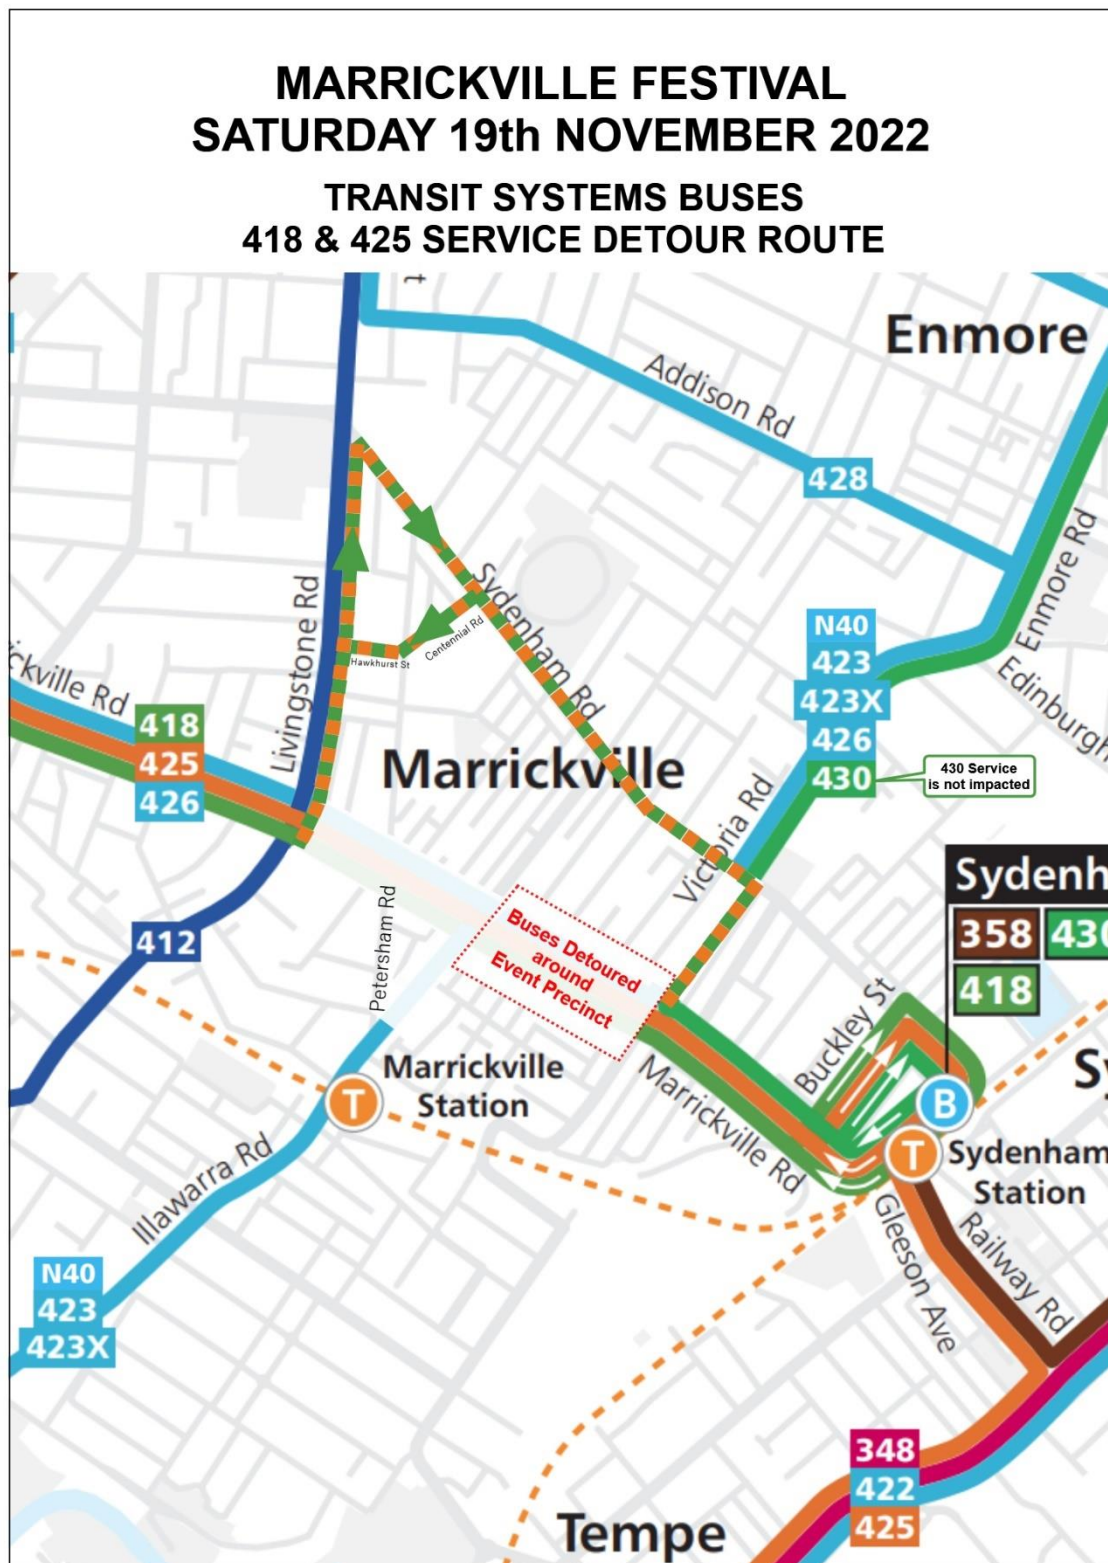 MARRICKVILLE FESTIVAL
SATURDAY 19th NOVEMBER 2022
TRANSIT SYSTEMS BUSES
418 & 425 SERVICE DETOUR ROUTE
t
Enmore
Addison Rd
428
Enmore Rd
Edinburgh
Sydenham Rd
Centennial Rd
Hawkhurst St
Livingstone Rd
rickville Rd
418
425
426
Marrickville
N40
423
423X
426
430
430 Service
is not impacted
Victoria Rd
412
Petersham Rd
Buses Detoured
around
Event Precinct
Sydenh
358
430
418
Buckley St
B
Marrickville
Station
T
Marrickville Rd
T
Sydenham
Station
Sy
Illawarra Rd
Gleeson Ave
Railway Rd
N40
423
423X
348
422
425
Tempe